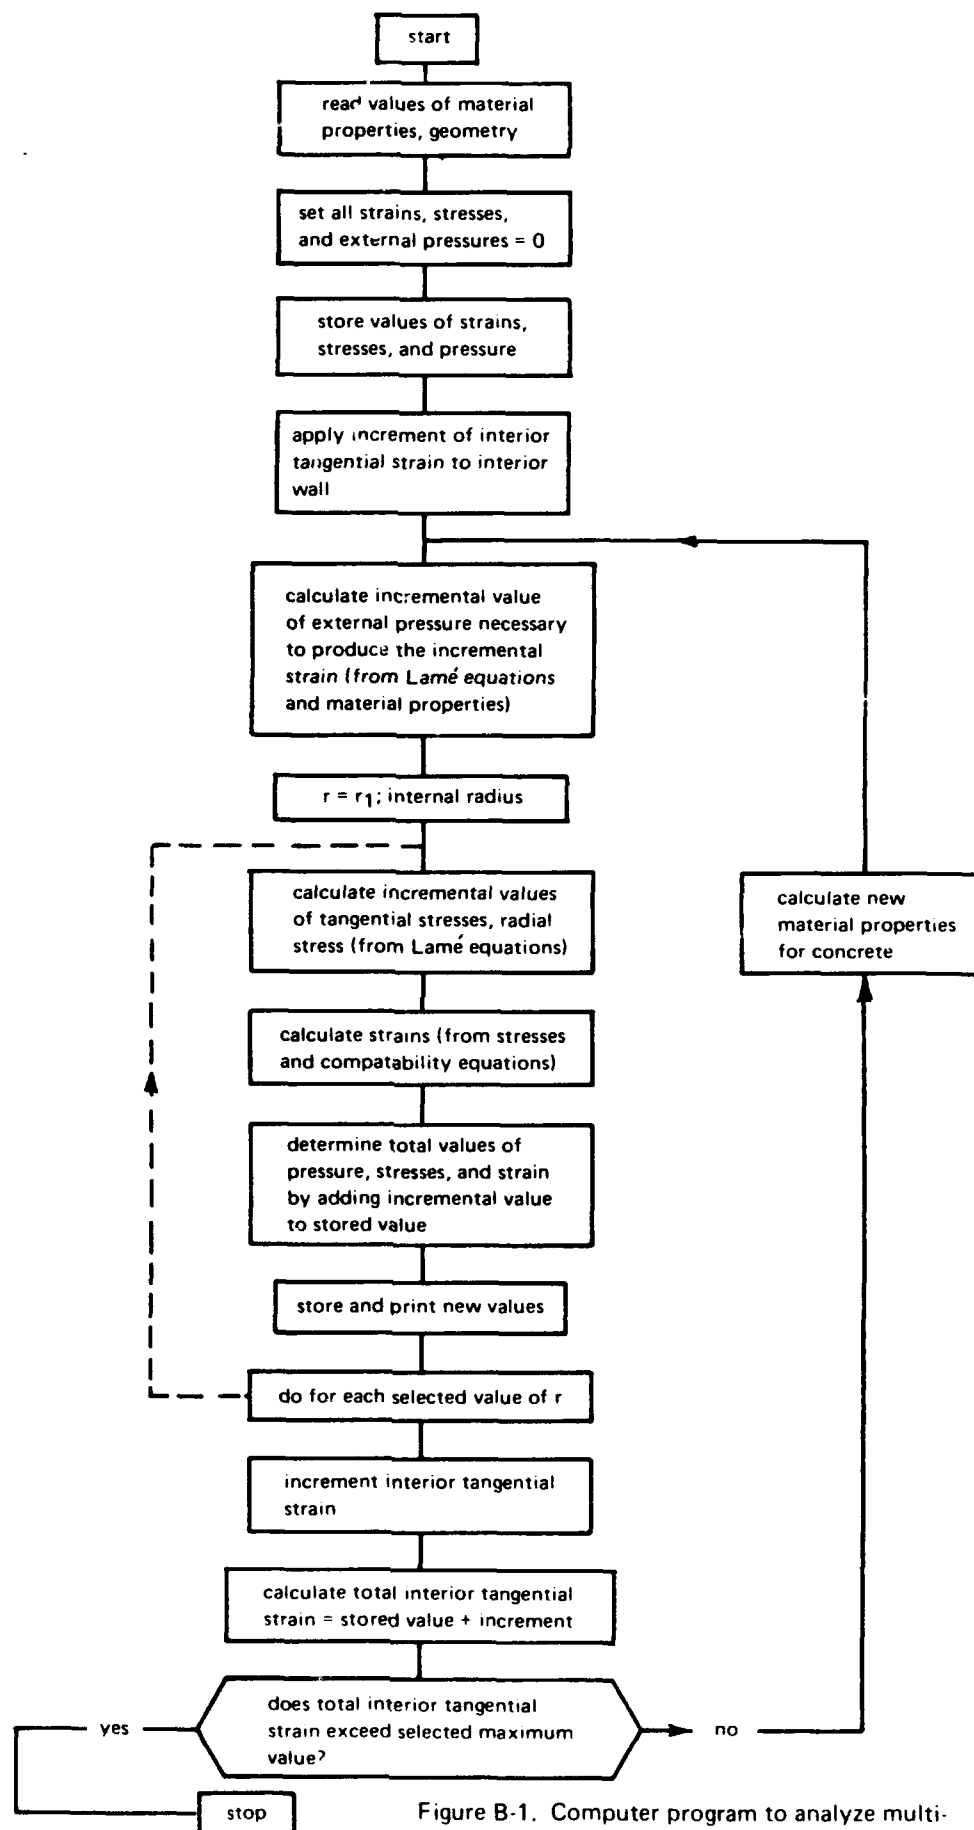 start
read values of material
properties, geometry
set all strains, stresses,
and external pressures = 0
store values of strains,
stresses, and pressure
apply increment of interior
tangential strain to interior
wall
calculate incremental value
of external pressure necessary
to produce the incremental
strain (from Lamé equations
and material properties)
r = r1; internal radius
calculate incremental values
of tangential stresses, radial
stress (from Lamé equations)
calculate new
material properties
for concrete
calculate strains (from stresses
and compatability equations)
determine total values of
pressure, stresses, and strain
by adding incremental value
to stored value
store and print new values
do for each selected value of r
increment interior tangential
strain
calculate total interior tangential
strain = stored value + increment
does total interior tangential
strain exceed selected maximum
value?
yes
no
stop
Figure B-1. Computer program to analyze multi-